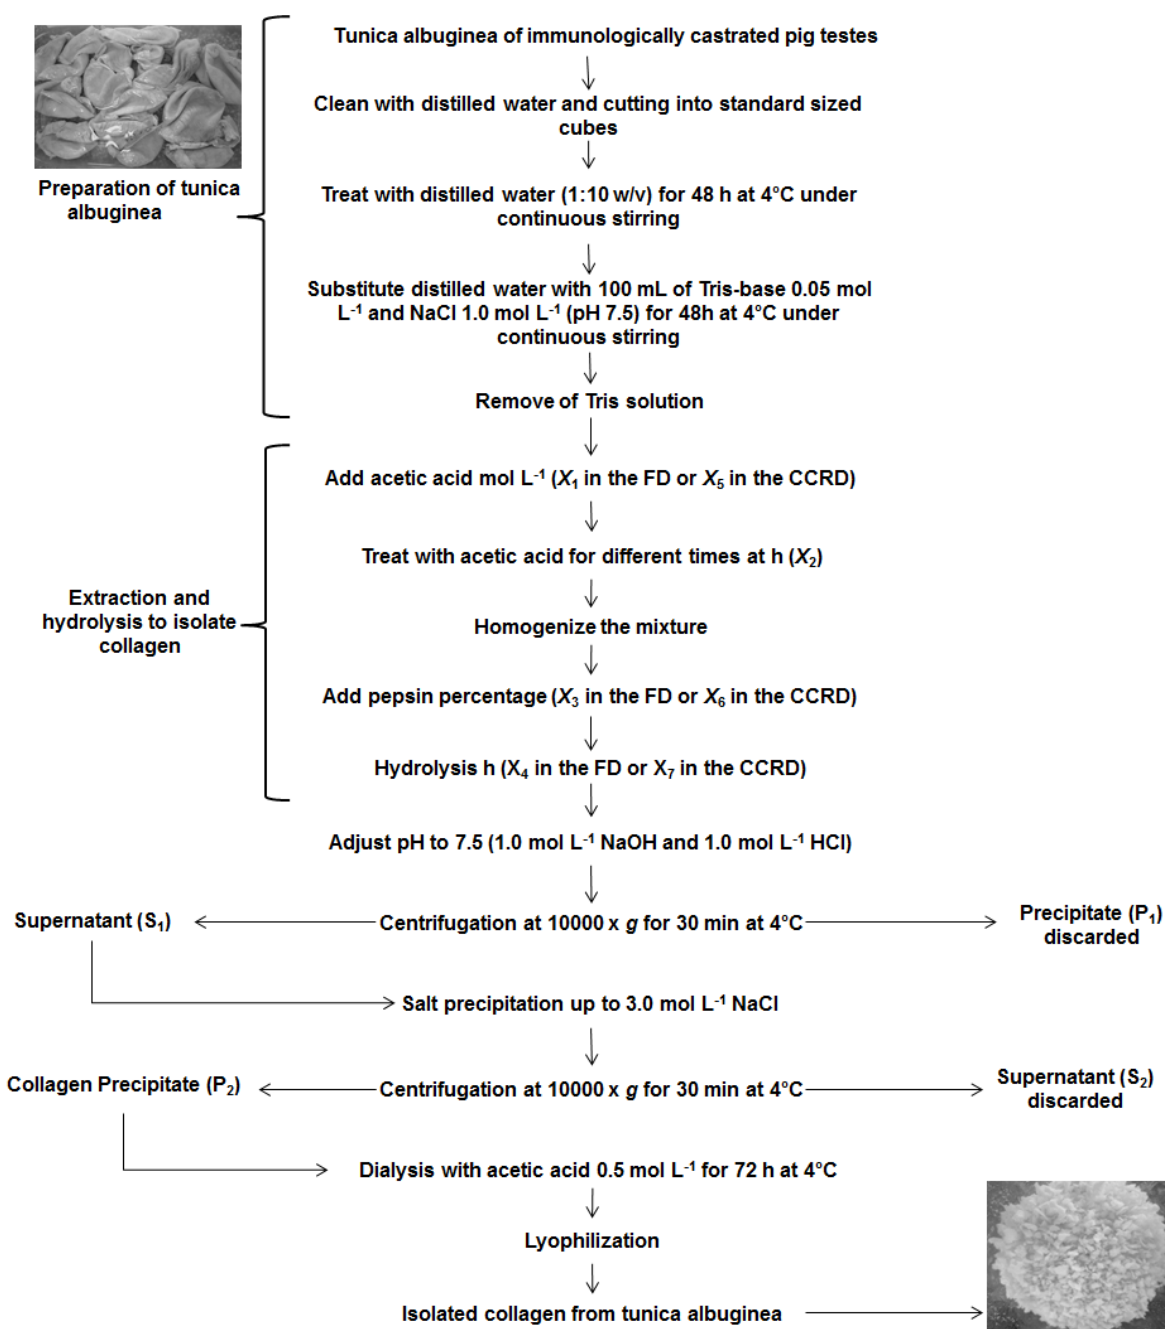 Tunica albuginea of immunologically castrated pig testes
Clean with distilled water and cutting into standard sized
cubes
Preparation of tunica
albuginea
Treat with distilled water (1:10 w/v) for 48 h at 4°C under
continuous stirring
Substitute distilled water with 100 mL of Tris-base 0.05 mol
L⁻¹ and NaCl 1.0 mol L⁻¹ (pH 7.5) for 48h at 4°C under
continuous stirring
Remove of Tris solution
Add acetic acid mol L⁻¹ (X₁ in the FD or X₅ in the CCRD)
Treat with acetic acid for different times at h (X₂)
Extraction and
hydrolysis to isolate
collagen
Homogenize the mixture
Add pepsin percentage (X₃ in the FD or X₆ in the CCRD)
Hydrolysis h (X₄ in the FD or X₇ in the CCRD)
Adjust pH to 7.5 (1.0 mol L⁻¹ NaOH and 1.0 mol L⁻¹ HCl)
Supernatant (S₁)
Centrifugation at 10000 x g for 30 min at 4°C
Precipitate (P₁)
discarded
Salt precipitation up to 3.0 mol L⁻¹ NaCl
Collagen Precipitate (P₂)
Centrifugation at 10000 x g for 30 min at 4°C
Supernatant (S₂)
discarded
Dialysis with acetic acid 0.5 mol L⁻¹ for 72 h at 4°C
Lyophilization
Isolated collagen from tunica albuginea